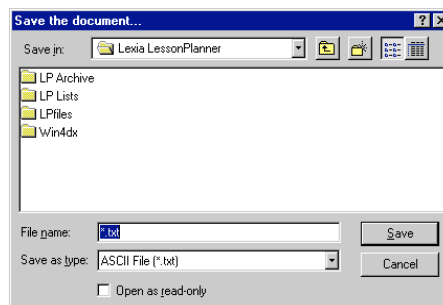 Save the document...
Save in: Lexia LessonPlanner
LP Archive
LP Lists
LPfiles
Win4dx
File name: *.txt Save
Save as type: ASCII File (*.txt) Cancel
Open as read-only